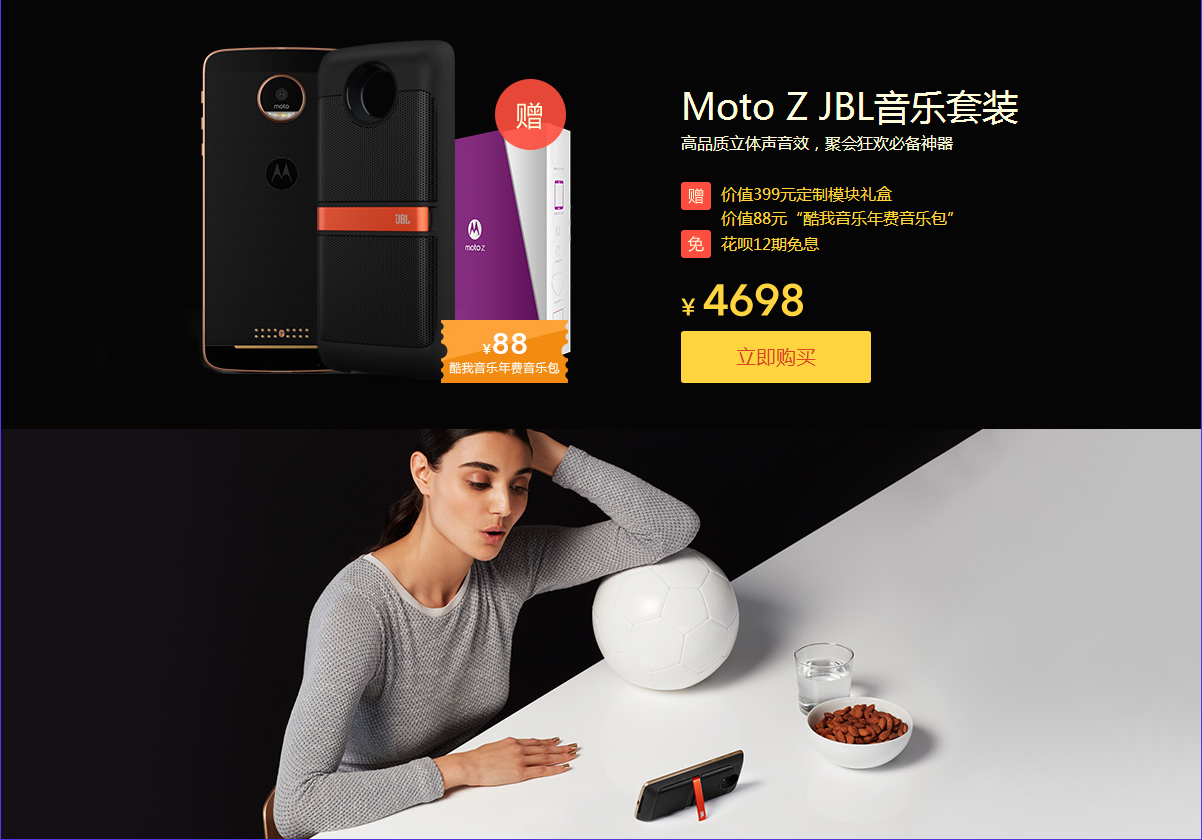 moto
JBL
moto z
赠
¥88
酷我音乐年费音乐包
Moto Z JBL音乐套装
高品质立体声音效，聚会狂欢必备神器
赠 价值399元定制模块礼盒
价值88元“酷我音乐年费音乐包”
免 花呗12期免息
¥ 4698
立即购买